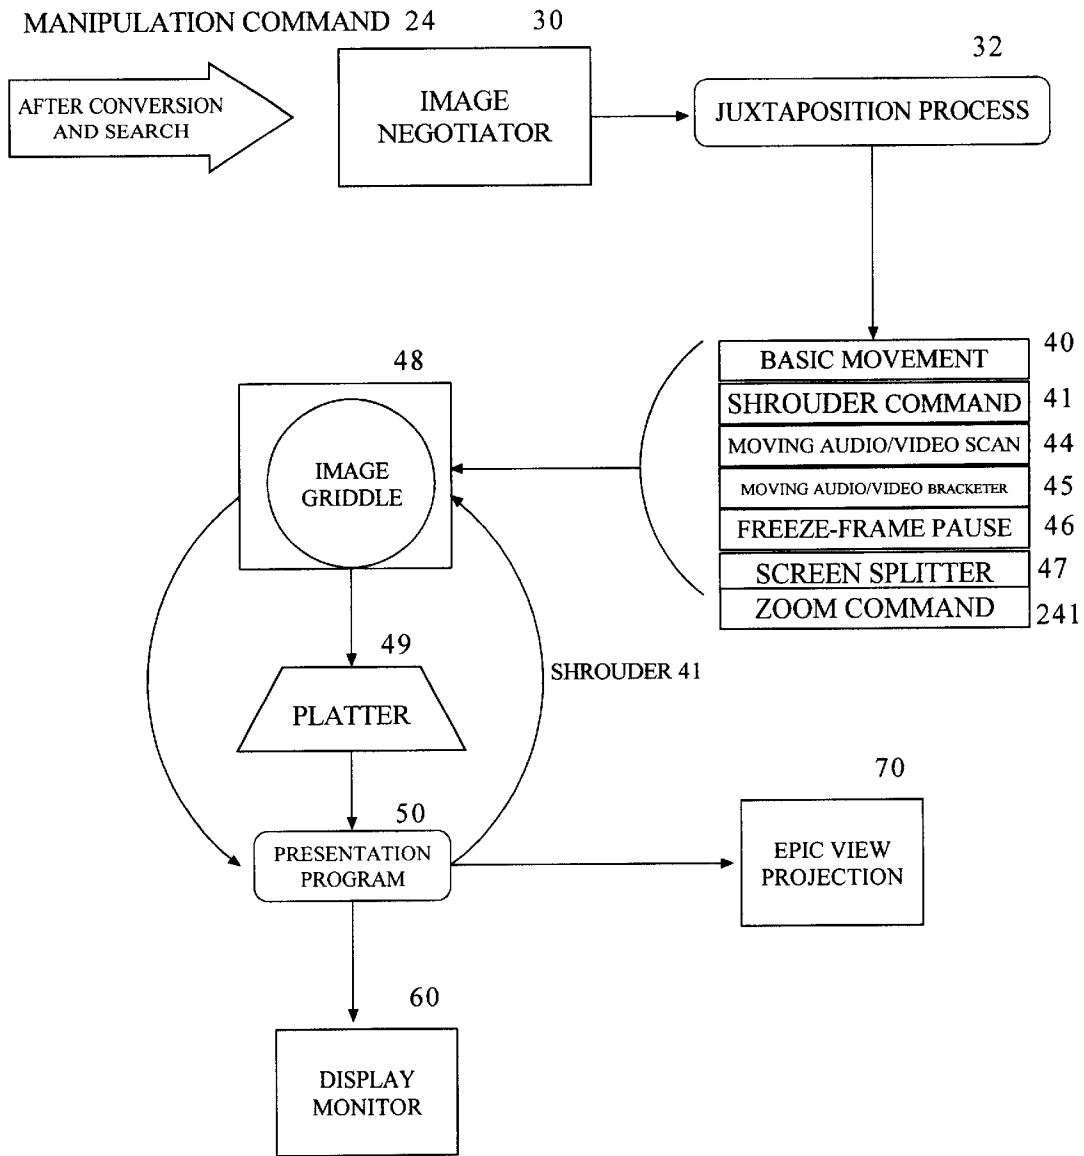 MANIPULATION COMMAND 24
30
32
AFTER CONVERSION
AND SEARCH
IMAGE
NEGOTIATOR
JUXTAPOSITION PROCESS
40
BASIC MOVEMENT
SHROUDER COMMAND
41
MOVING AUDIO/VIDEO SCAN
44
MOVING AUDIO/VIDEO BRACKETER
45
FREEZE-FRAME PAUSE
46
SCREEN SPLITTER
47
ZOOM COMMAND
241
48
IMAGE
GRIDDLE
49
SHROUDER 41
PLATTER
50
PRESENTATION
PROGRAM
70
EPIC VIEW
PROJECTION
60
DISPLAY
MONITOR